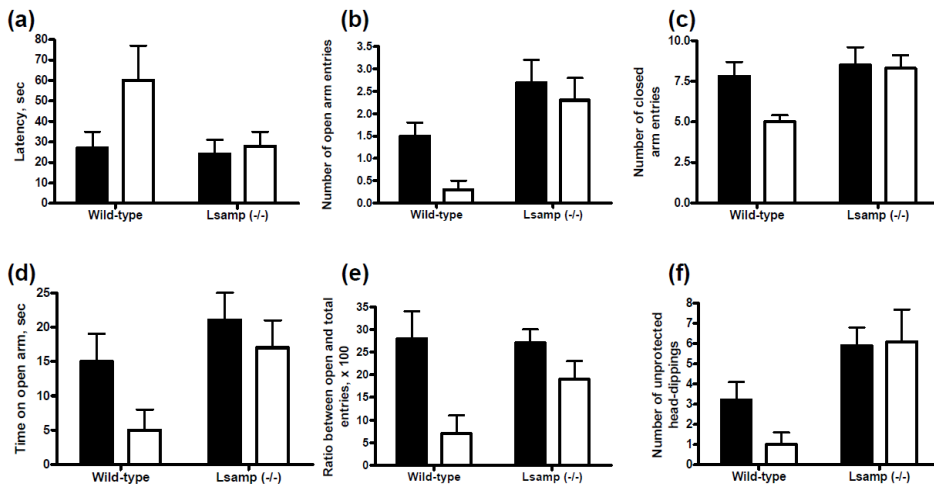 (a)
Latency, sec
80
70
60
50
40
30
20
10
0
Wild-type
Lsamp (-/-)
(b)
Number of open arm entries
3.5
3.0
2.5
2.0
1.5
1.0
0.5
0.0
Wild-type
Lsamp (-/-)
(c)
Number of closed
arm entries
10.0
7.5
5.0
2.5
0.0
Wild-type
Lsamp (-/-)
(d)
Time on open arm, sec
25
20
15
10
5
0
Wild-type
Lsamp (-/-)
(e)
Ratio between open and total
entries, x 100
35
30
25
20
15
10
5
0
Wild-type
Lsamp (-/-)
(f)
Number of unprotected
head-dippings
8
7
6
5
4
3
2
1
0
Wild-type
Lsamp (-/-)